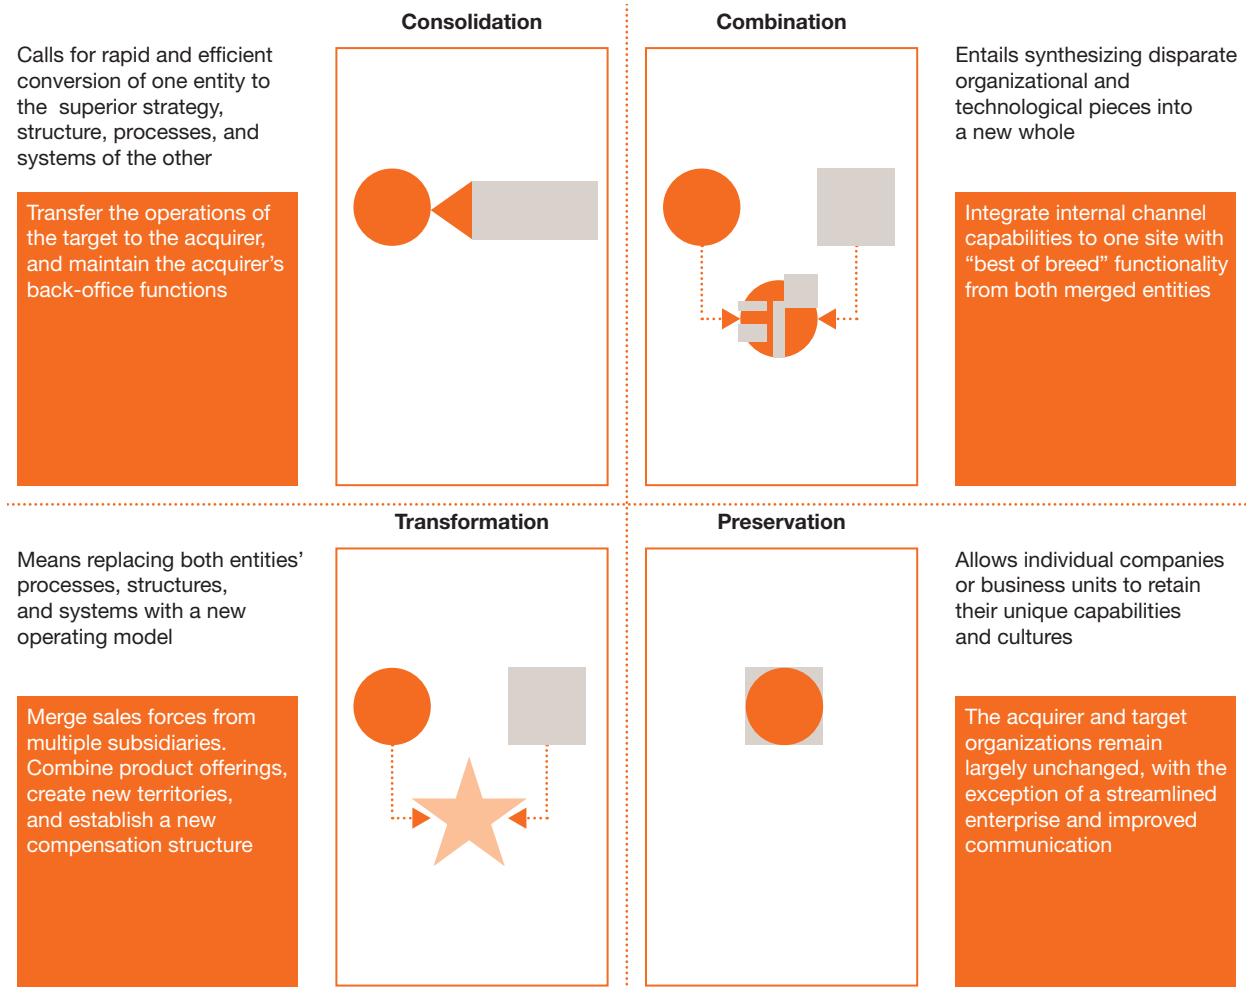 Consolidation
Calls for rapid and efficient
conversion of one entity to
the  superior strategy,
structure, processes, and
systems of the other
Transfer the operations of
the target to the acquirer,
and maintain the acquirer’s
back-office functions
Combination
Entails synthesizing disparate
organizational and
technological pieces into
a new whole
Integrate internal channel
capabilities to one site with
“best of breed” functionality
from both merged entities
Transformation
Means replacing both entities’
processes, structures,
and systems with a new
operating model
Merge sales forces from
multiple subsidiaries.
Combine product offerings,
create new territories,
and establish a new
compensation structure
Preservation
Allows individual companies
or business units to retain
their unique capabilities
and cultures
The acquirer and target
organizations remain
largely unchanged, with the
exception of a streamlined
enterprise and improved
communication